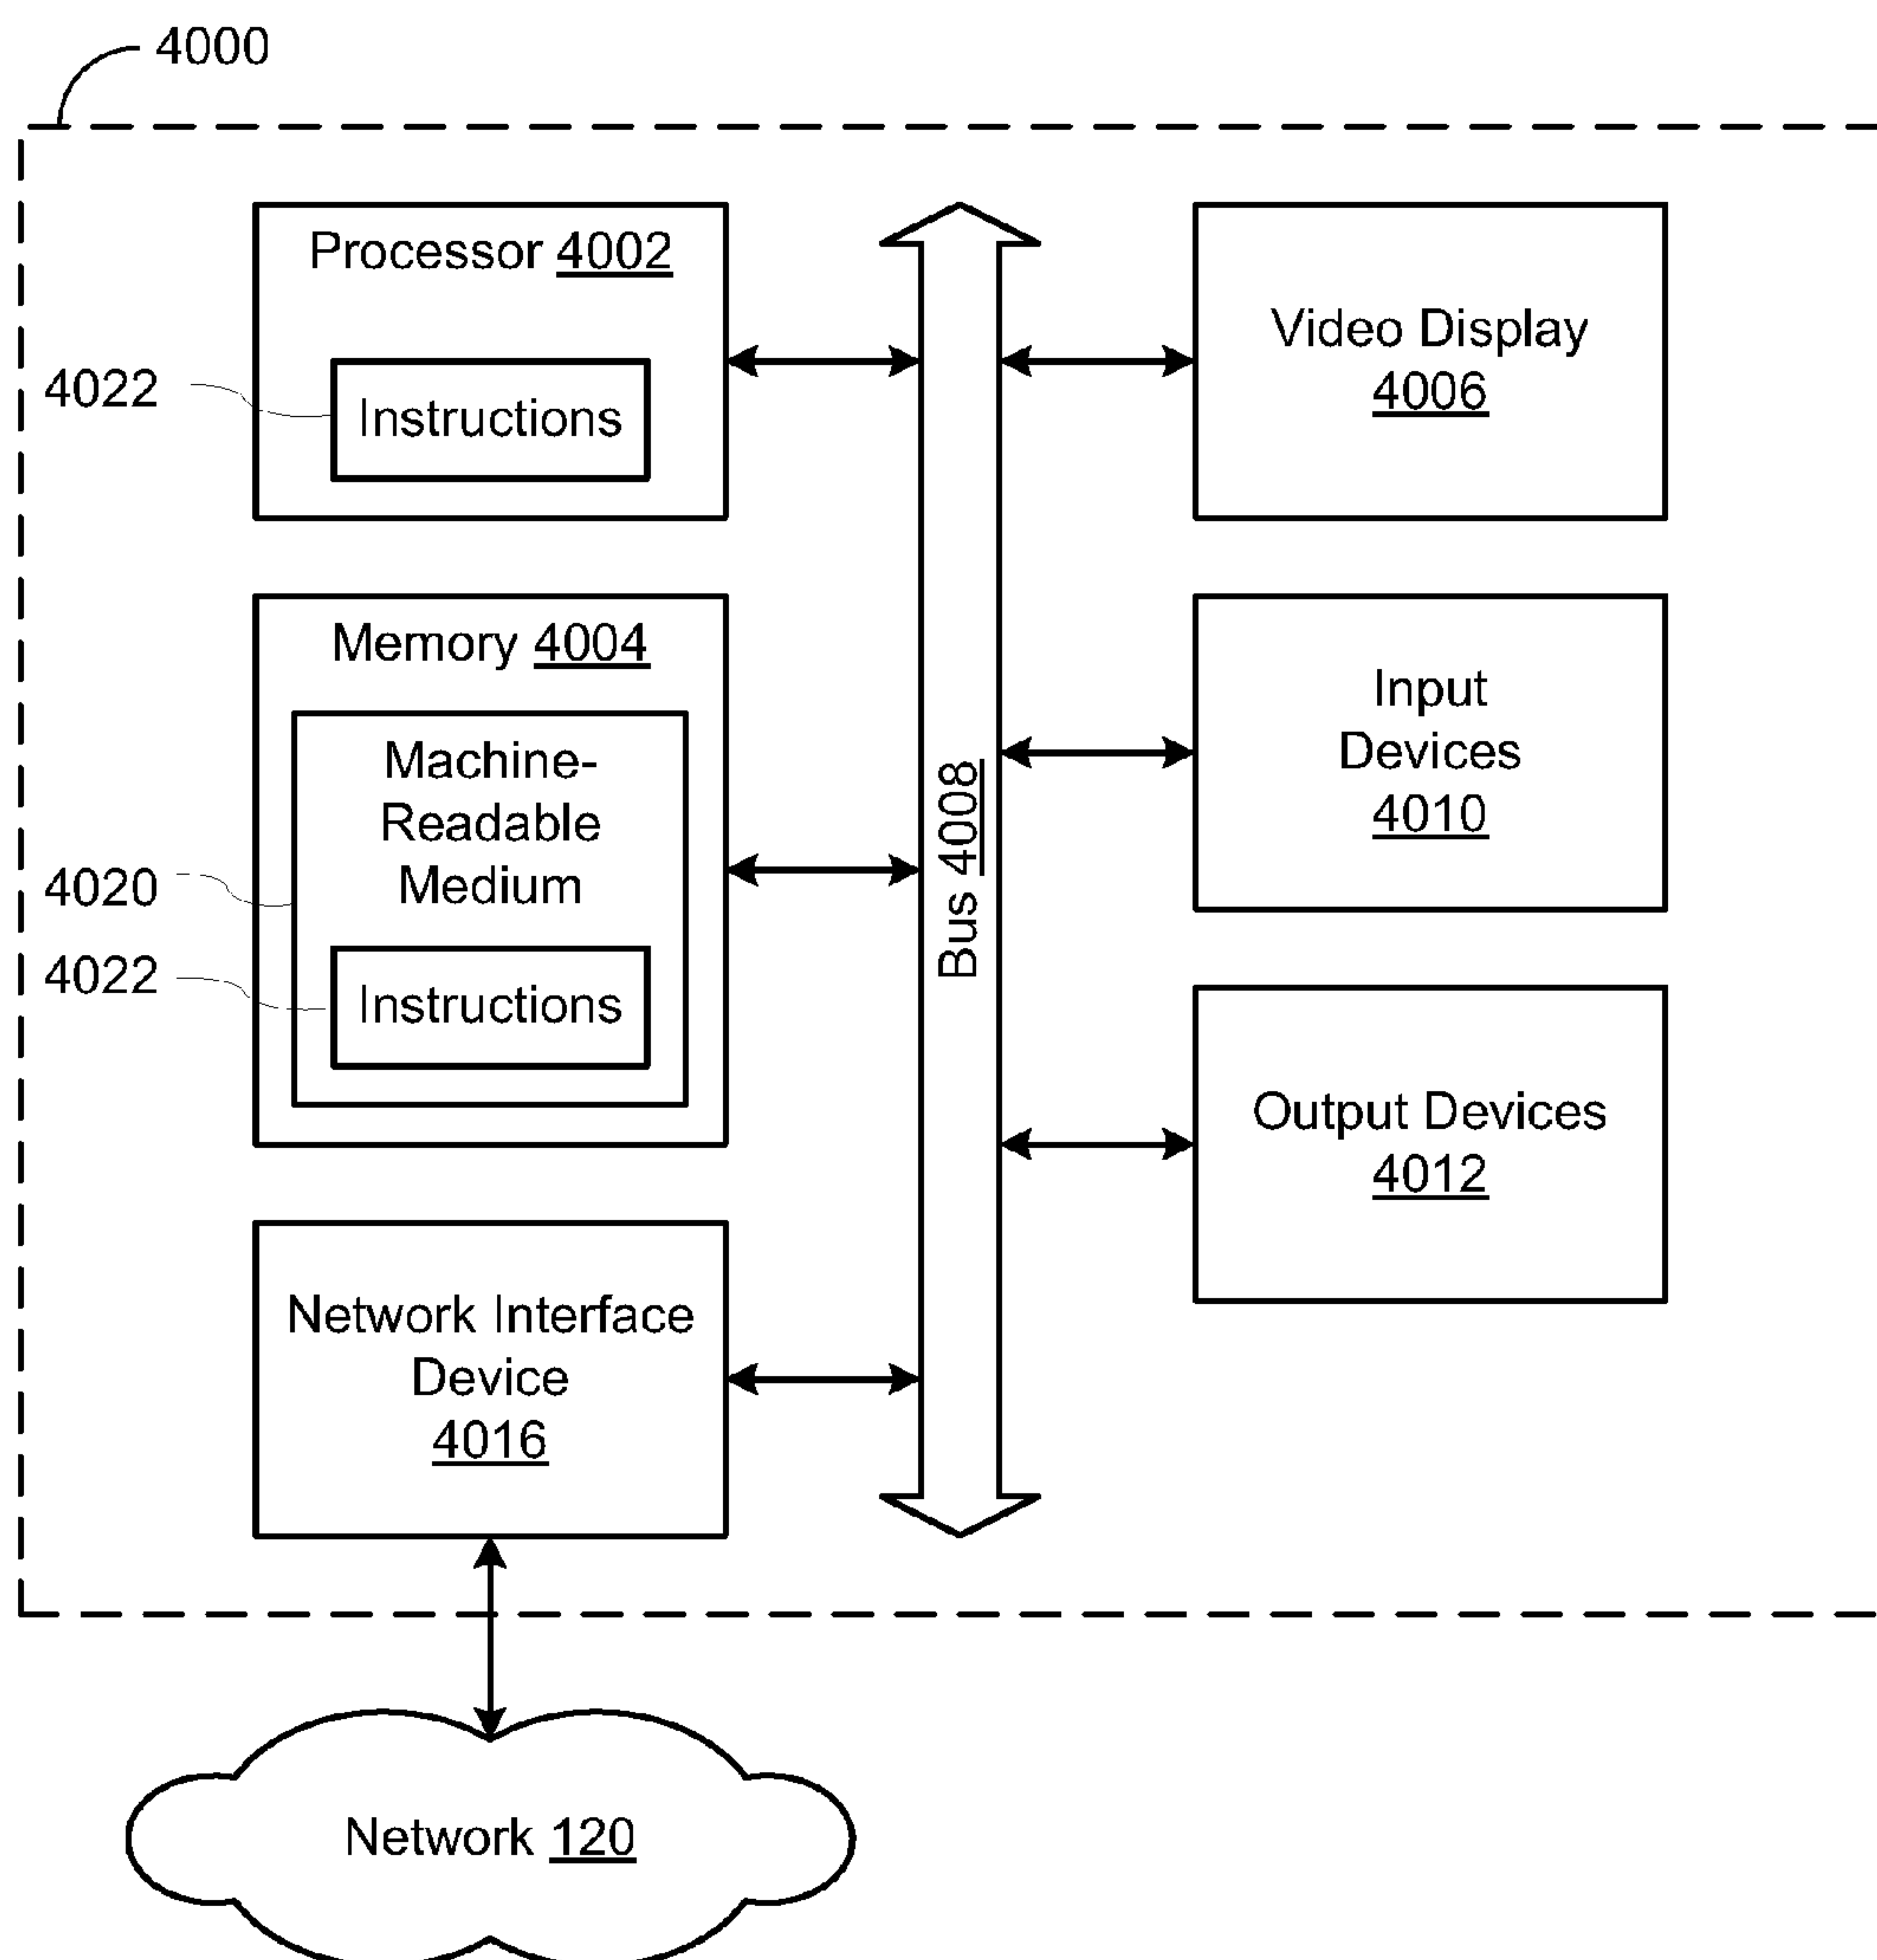 4000
Processor 4002
4022
Instructions
Memory 4004
Machine-
Readable
Medium
4020
4022
Instructions
Network Interface
Device
4016
Bus 4008
Video Display
4006
Input
Devices
4010
Output Devices
4012
Network 120